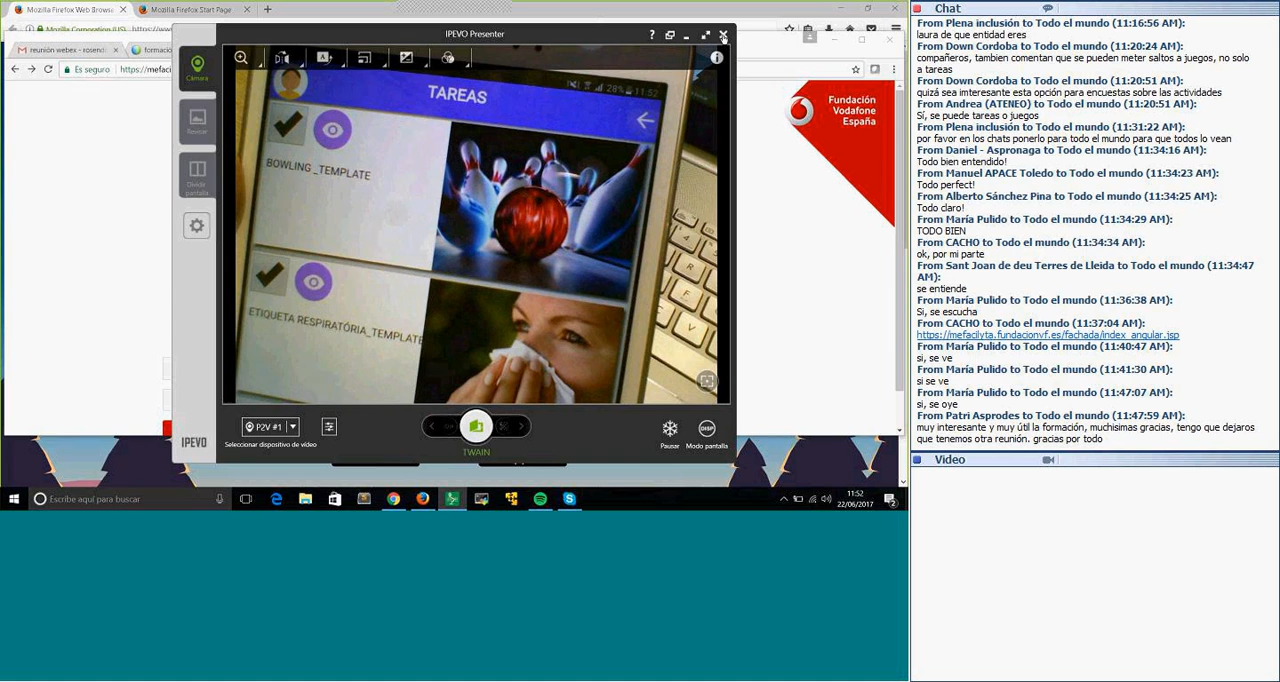 Mozilla Firefox Web Brows
Mozilla Firefox Start Page
Mozilla Corporation (US)
reunión webex - rosend
formacio
Es seguro
https://mefaci
IPEVO Presenter
Cámara
Revisar
Dividir
pantalla
IPEVO
28% 11:52
TAREAS
BOWLING _TEMPLATE
ETIQUETA RESPIRATÓRIA_TEMPLATE
P2V #1
Seleccionar dispositivo de vídeo
TWAIN
Pausar
DISP
Modo pantalla
Fundación
Vodafone
España
Escribe aquí para buscar
11:52
22/06/2017
2
Chat
From Plena inclusión to Todo el mundo (11:16:56 AM):
laura de que entidad eres
From Down Cordoba to Todo el mundo (11:20:24 AM):
compañeros, tambien comentan que se pueden meter saltos a juegos, no solo
a tareas
From Down Cordoba to Todo el mundo (11:20:51 AM):
quizá sea interesante esta opción para encuestas sobre las actividades
From Andrea (ATENEO) to Todo el mundo (11:20:51 AM):
Sí, se puede tareas o juegos
From Plena inclusión to Todo el mundo (11:31:22 AM):
por favor en los chats ponerlo para todo el mundo para que todos lo vean
From Daniel - Aspronaga to Todo el mundo (11:34:16 AM):
Todo bien entendido!
From Manuel APACE Toledo to Todo el mundo (11:34:23 AM):
Todo perfect!
From Alberto Sánchez Pina to Todo el mundo (11:34:25 AM):
Todo claro!
From María Pulido to Todo el mundo (11:34:29 AM):
TODO BIEN
From CACHO to Todo el mundo (11:34:34 AM):
ok, por mi parte
From Sant Joan de deu Terres de Lleida to Todo el mundo (11:34:47
AM):
se entiende
From María Pulido to Todo el mundo (11:36:38 AM):
Si, se escucha
From CACHO to Todo el mundo (11:37:04 AM):
https://mefacilyta.fundacionvf.es/fachada/index_angular.jsp
From María Pulido to Todo el mundo (11:40:47 AM):
si, se ve
From María Pulido to Todo el mundo (11:41:30 AM):
si se ve
From María Pulido to Todo el mundo (11:47:07 AM):
si, se oye
From Patri Asprodes to Todo el mundo (11:47:59 AM):
muy interesante y muy útil la formación, muchisimas gracias, tengo que dejaros
que tenemos otra reunión. gracias por todo
Video